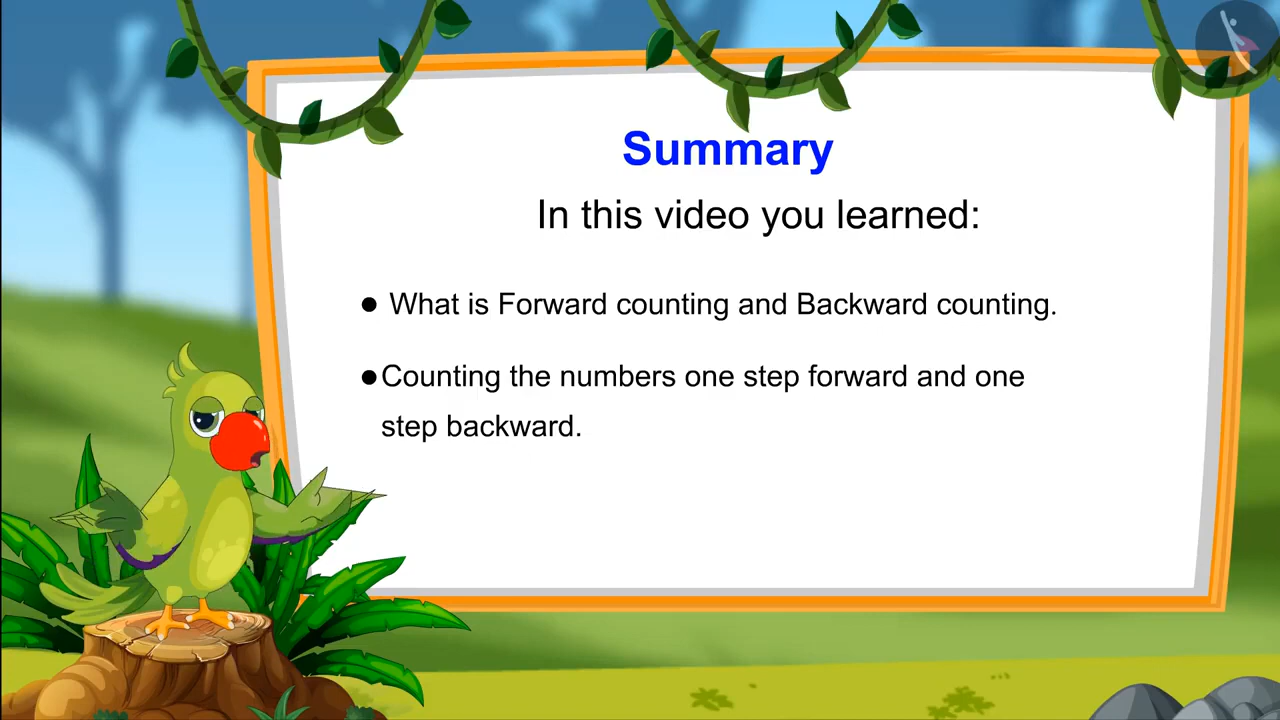 Summary
In this video you learned:
● What is Forward counting and Backward counting.
● Counting the numbers one step forward and one
step backward.